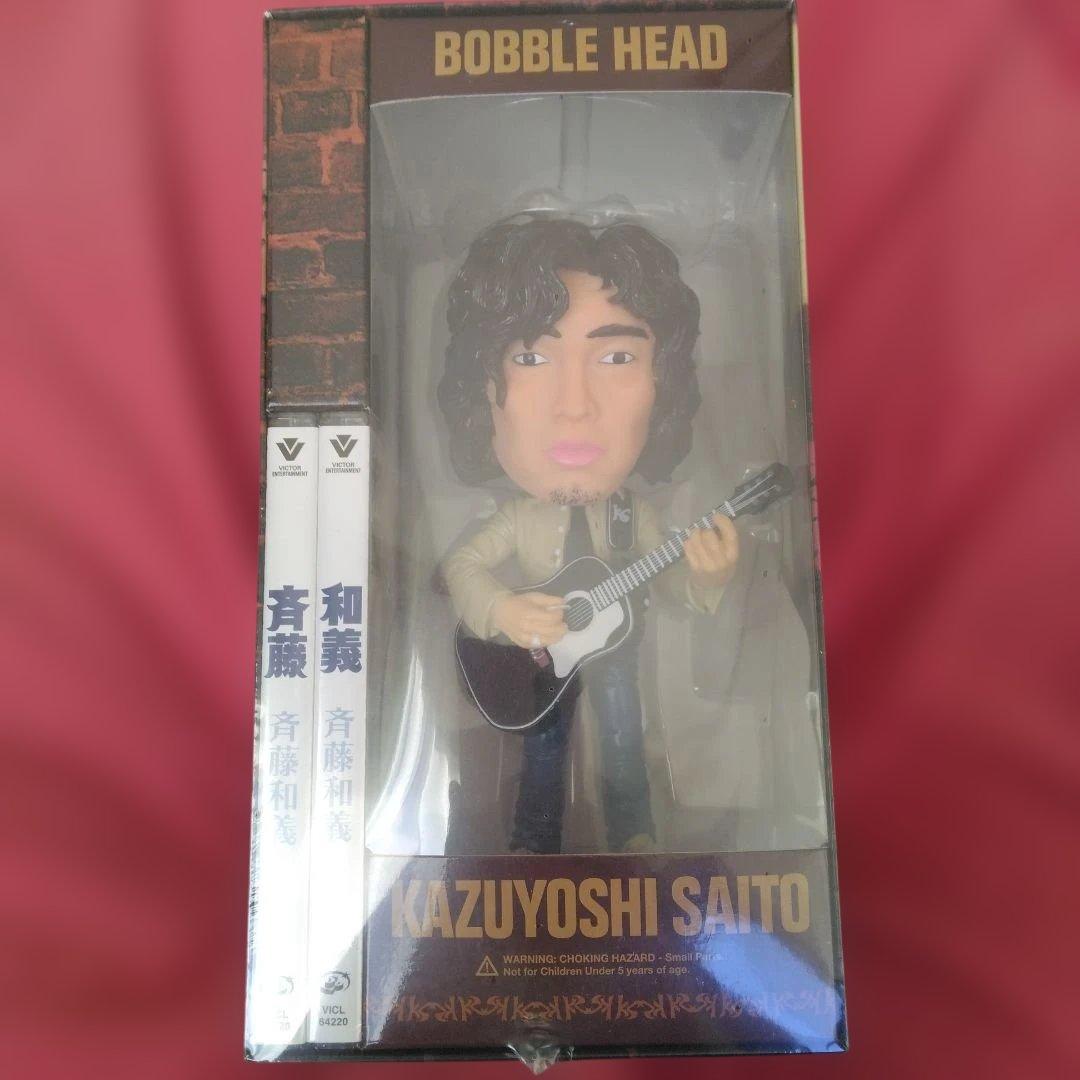 BOBBLE HEAD
VICTOR
ENTERTAINMENT
斉藤
斉藤和義
VICTOR
ENTERTAINMENT
和義
斉藤和義
VICL
64220
KS
KAZUYOSHI SAITO
WARNING: CHOKING HAZARD - Small Parts.
Not for Children Under 5 years of age.